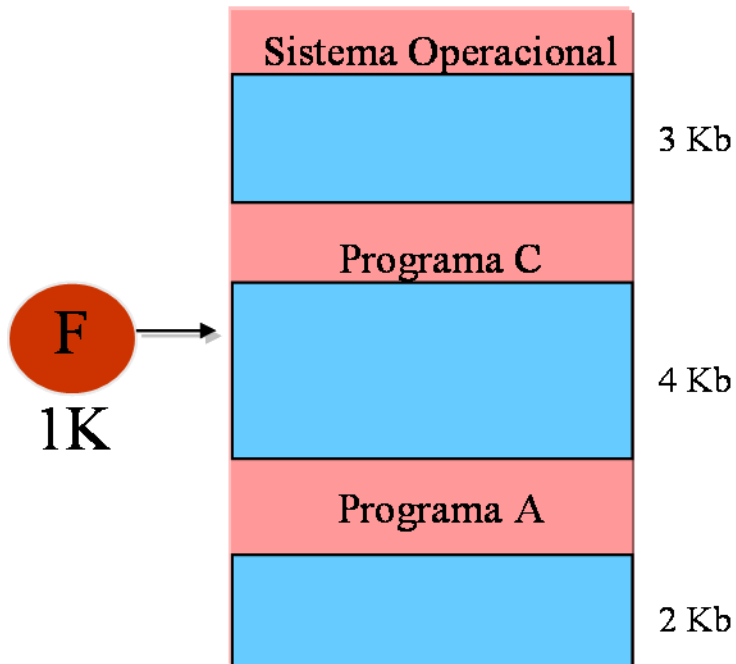 Sistema Operacional
3 Kb
Programa C
F
1K
4 Kb
Programa A
2 Kb